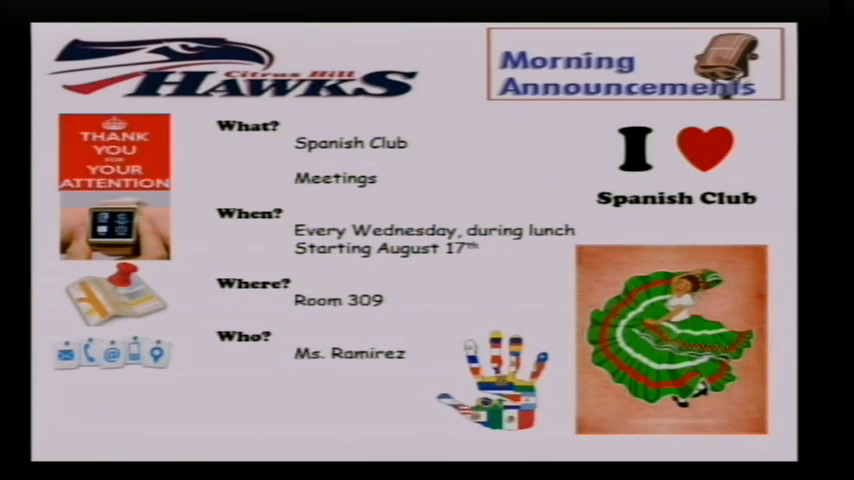 Citrus Hill
HAWKS
Morning
Announcements
THANK
YOU
FOR
YOUR
ATTENTION
What?
Spanish Club
Meetings
When?
Every Wednesday, during lunch
Starting August 17th
Where?
Room 309
Who?
Ms. Ramirez
I
Spanish Club